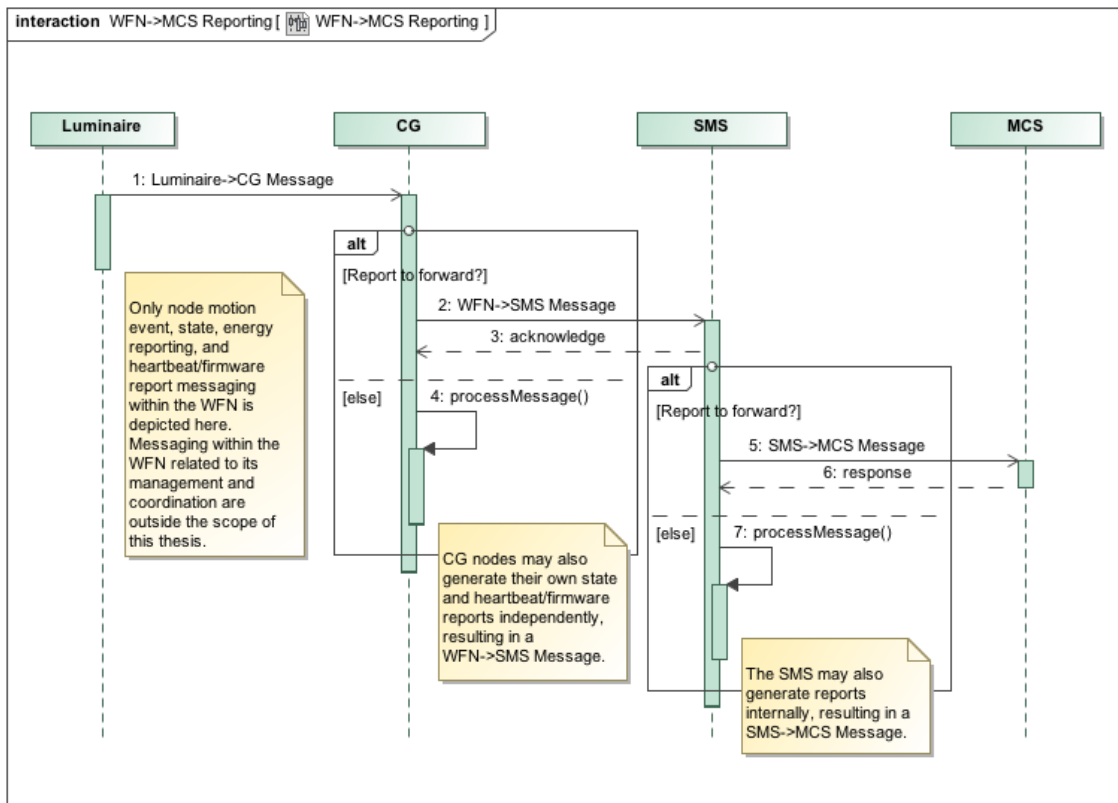 interaction WFN->MCS Reporting [ WFN->MCS Reporting ]
Luminaire
CG
SMS
MCS
1: Luminaire->CG Message
alt
[Report to forward?]
2: WFN->SMS Message
3: acknowledge
[else]
4: processMessage()
Only node motion
event, state, energy
reporting, and
heartbeat/firmware
report messaging
within the WFN is
depicted here.
Messaging within the
WFN related to its
management and
coordination are
outside the scope of
this thesis.
alt
[Report to forward?]
5: SMS->MCS Message
6: response
[else]
7: processMessage()
CG nodes may also
generate their own state
and heartbeat/firmware
reports independently,
resulting in a
WFN->SMS Message.
The SMS may also
generate reports
internally, resulting in a
SMS->MCS Message.